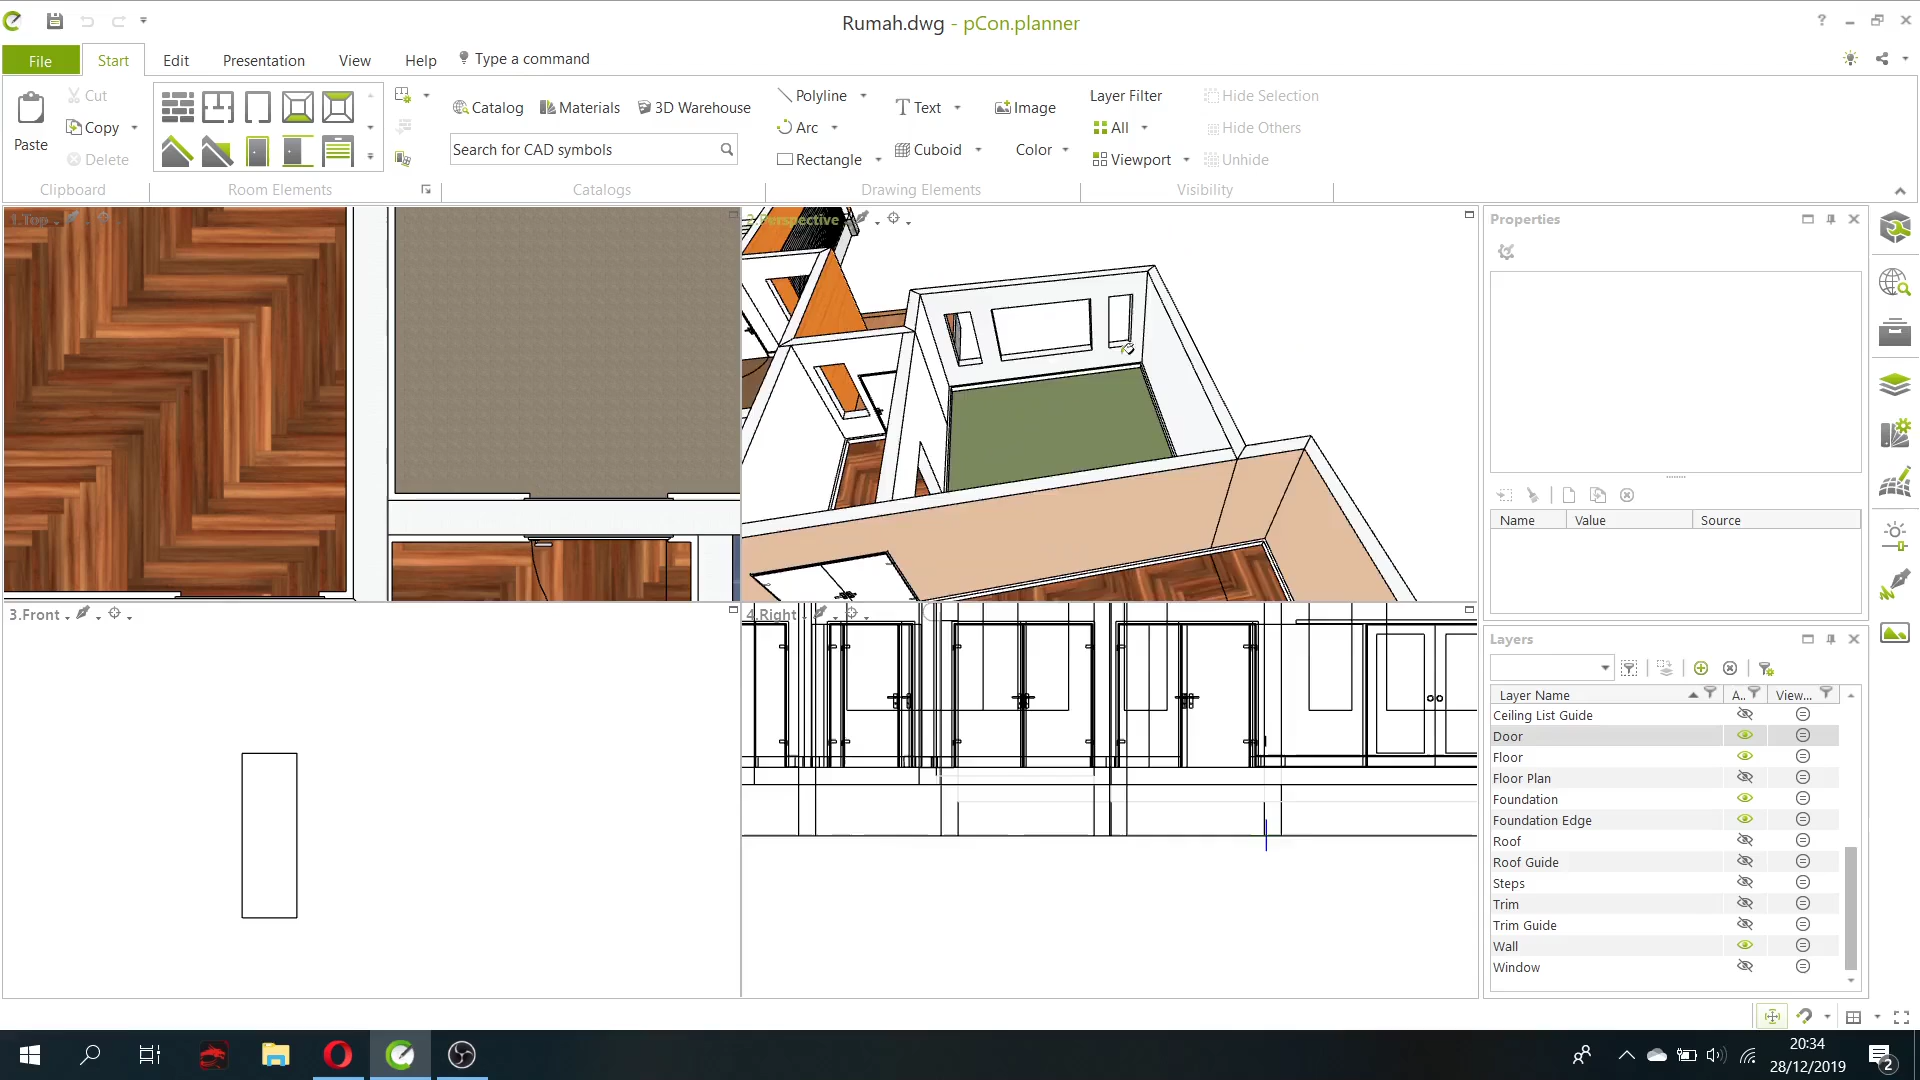 Rumah.dwg - pCon.planner
File
Start
Edit
Presentation
View
Help
Type a command
Paste
Cut
Copy
Delete
Clipboard
Room Elements
Catalog
Materials
3D Warehouse
Search for CAD symbols
Catalogs
Polyline
Arc
Rectangle
Text
Cuboid
Image
Color
Drawing Elements
Layer Filter
All
Viewport
Hide Selection
Hide Others
Unhide
Visibility
1.Top
2.Perspective
3.Front
4.Right
Properties
Name
Value
Source
Layers
Layer Name
A..
View...
Ceiling List Guide
Door
Floor
Floor Plan
Foundation
Foundation Edge
Roof
Roof Guide
Steps
Trim
Trim Guide
Wall
Window
20:34
28/12/2019
2